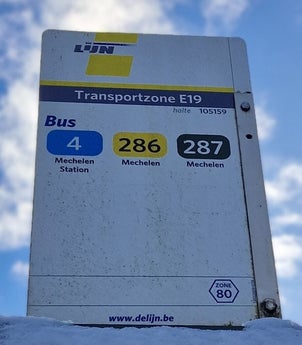 LIJN
Transportzone E19
halte 105159
Bus
4 286 287
Mechelen Mechelen Mechelen
Station
ZONE
80
www.delijn.be